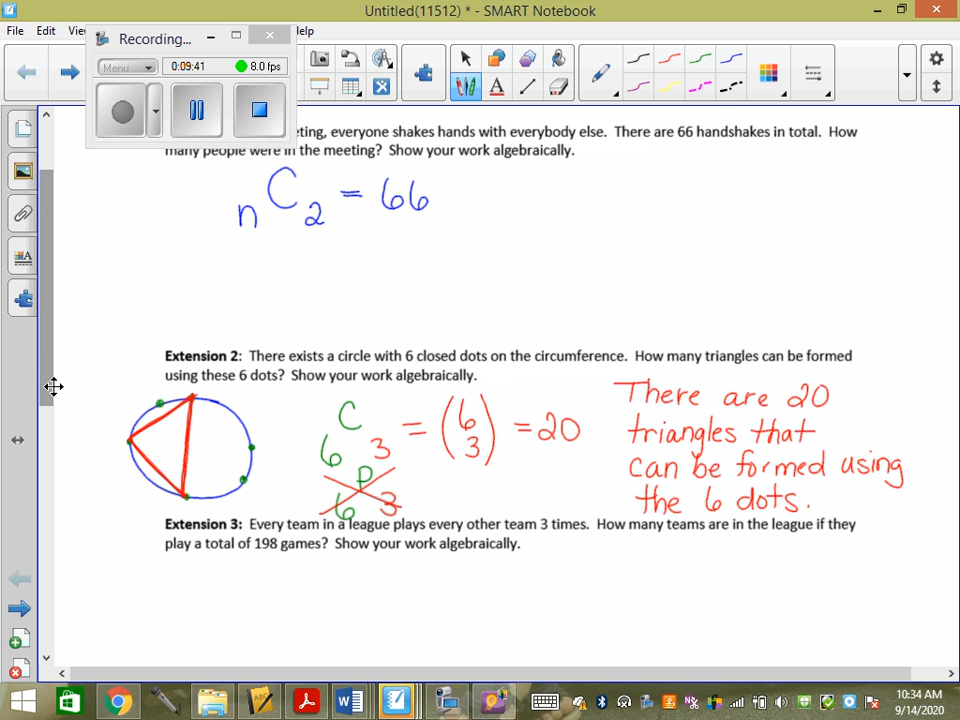 Untitled(11512) * - SMART Notebook
File Edit Vie Help
Recording...
Menu 0:09:41 8.0 fps
eting, everyone shakes hands with everybody else. There are 66 handshakes in total. How
many people were in the meeting? Show your work algebraically.
n C 2 = 66
Extension 2: There exists a circle with 6 closed dots on the circumference. How many triangles can be formed
using these 6 dots? Show your work algebraically.
6 C 3 = (6 3) = 20
6 P 3
There are 20
triangles that
can be formed using
the 6 dots.
Extension 3: Every team in a league plays every other team 3 times. How many teams are in the league if they
play a total of 198 games? Show your work algebraically.
10:34 AM
9/14/2020